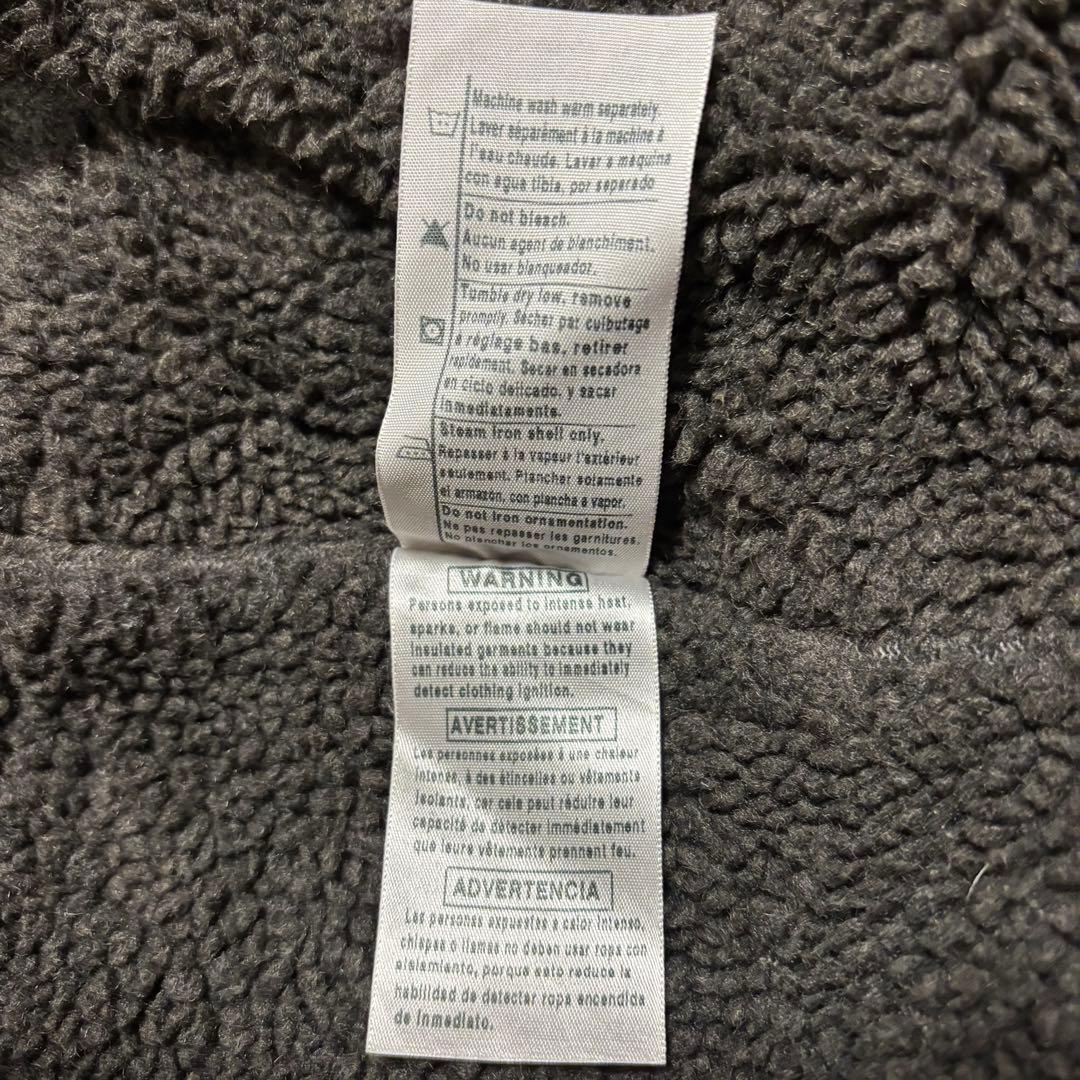 Machine wash warm separately.
Laver séparément à la machine à
l'eau chaude. Lavar a maquina
con agua tibia, por separado
Do not bleach.
Aucun agent de blanchiment.
No usar blanqueador.
Tumble dry low, remove
promptly. Sécher par culbutage
à réglage bas, retirer
rapidement. Secar en secadora
en ciclo delicado, y sacar
inmediatamente.
Steam iron shell only.
Repasser à la vapeur l'extérieur
seulement. Planchar solamente
el armazón, con plancha a vapor.
Do not iron ornamentation.
Ne pas repasser les garnitures.
No planchar los ornamentos.
WARNING
Persons exposed to intense heat,
sparks, or flame should not wear
insulated garments because they
can reduce the ability to immediately
detect clothing ignition.
AVERTISSEMENT
Les personnes exposées à une chaleur
intense, à des étincelles ou vêtements
isolants, car cela peut réduire leur
capacité de détecter immédiatement
que leurs vêtements prennent feu.
ADVERTENCIA
Las personas expuestas a calor intenso,
chispas o llamas no deben usar ropa con
aislamiento, porque esto reduce la
habilidad de detectar ropa encendida
de inmediato.